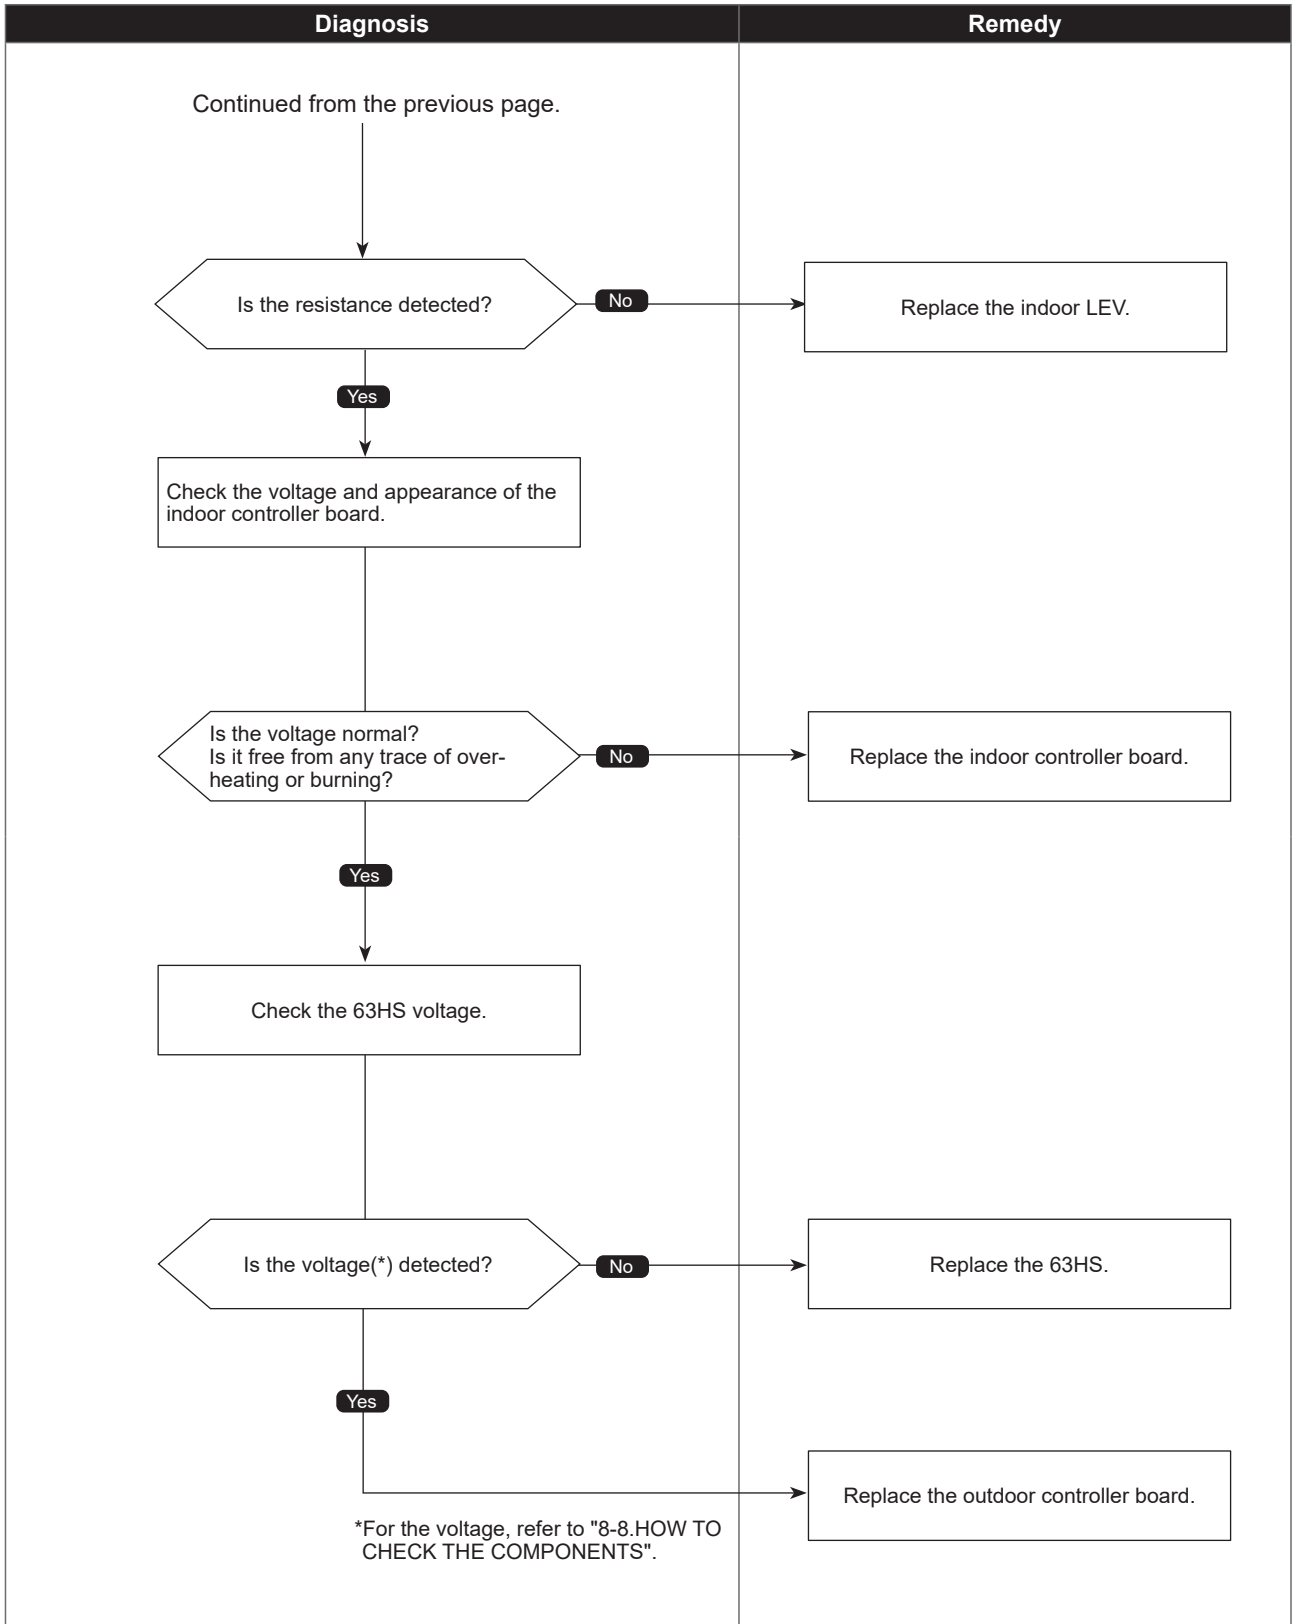 Diagnosis
Remedy
Continued from the previous page.
Is the resistance detected?
No
Replace the indoor LEV.
Yes
Check the voltage and appearance of the
indoor controller board.
Is the voltage normal?
Is it free from any trace of over-
heating or burning?
No
Replace the indoor controller board.
Yes
Check the 63HS voltage.
Is the voltage(*) detected?
No
Replace the 63HS.
Yes
Replace the outdoor controller board.
*For the voltage, refer to "8-8.HOW TO
CHECK THE COMPONENTS".